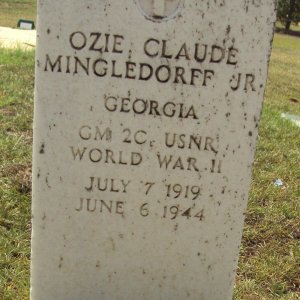 OZIE CLAUDE
MINGLEDORFF JR
GEORGIA
GM 2C USNR
WORLD WAR II
JULY 7 1919
JUNE 6 1944